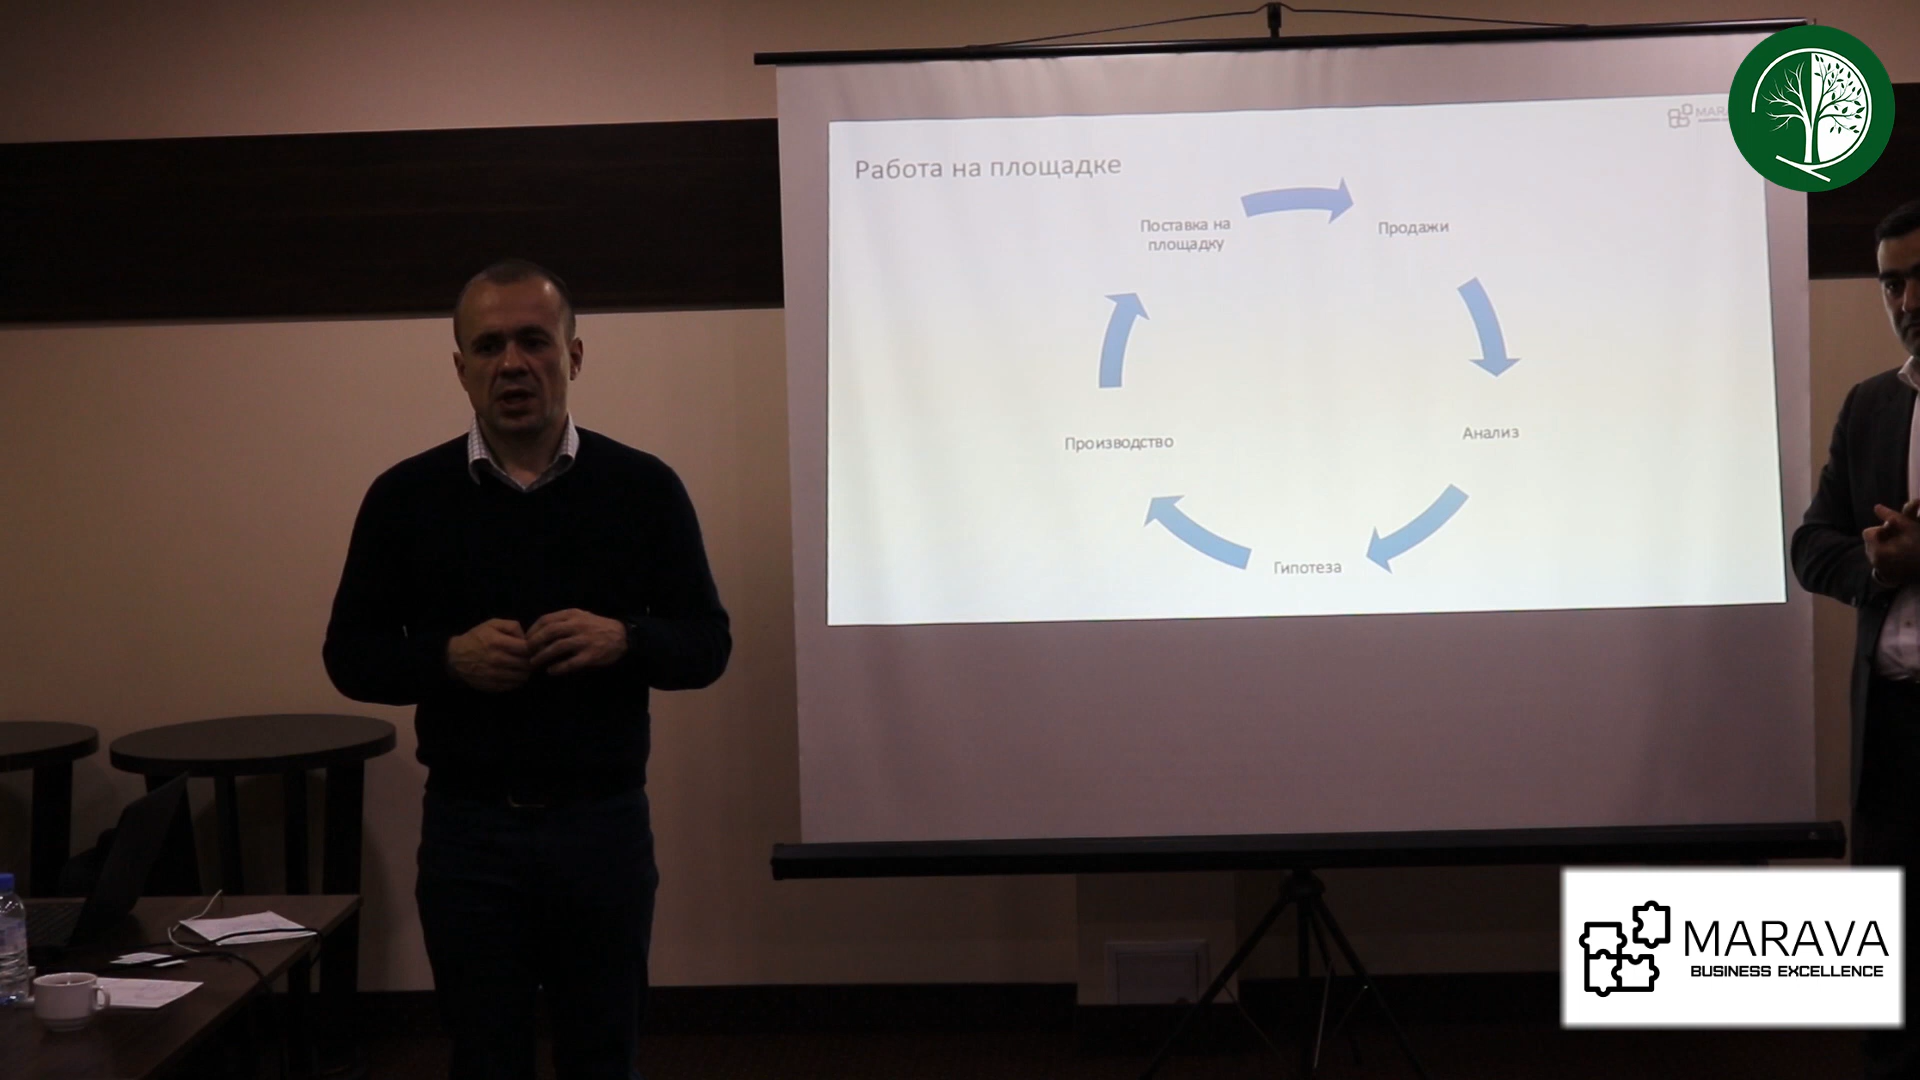 Работа на площадке
Поставка на
площадку
Продажи
Производство
Анализ
Гипотеза
MARAVA
BUSINESS EXCELLENCE